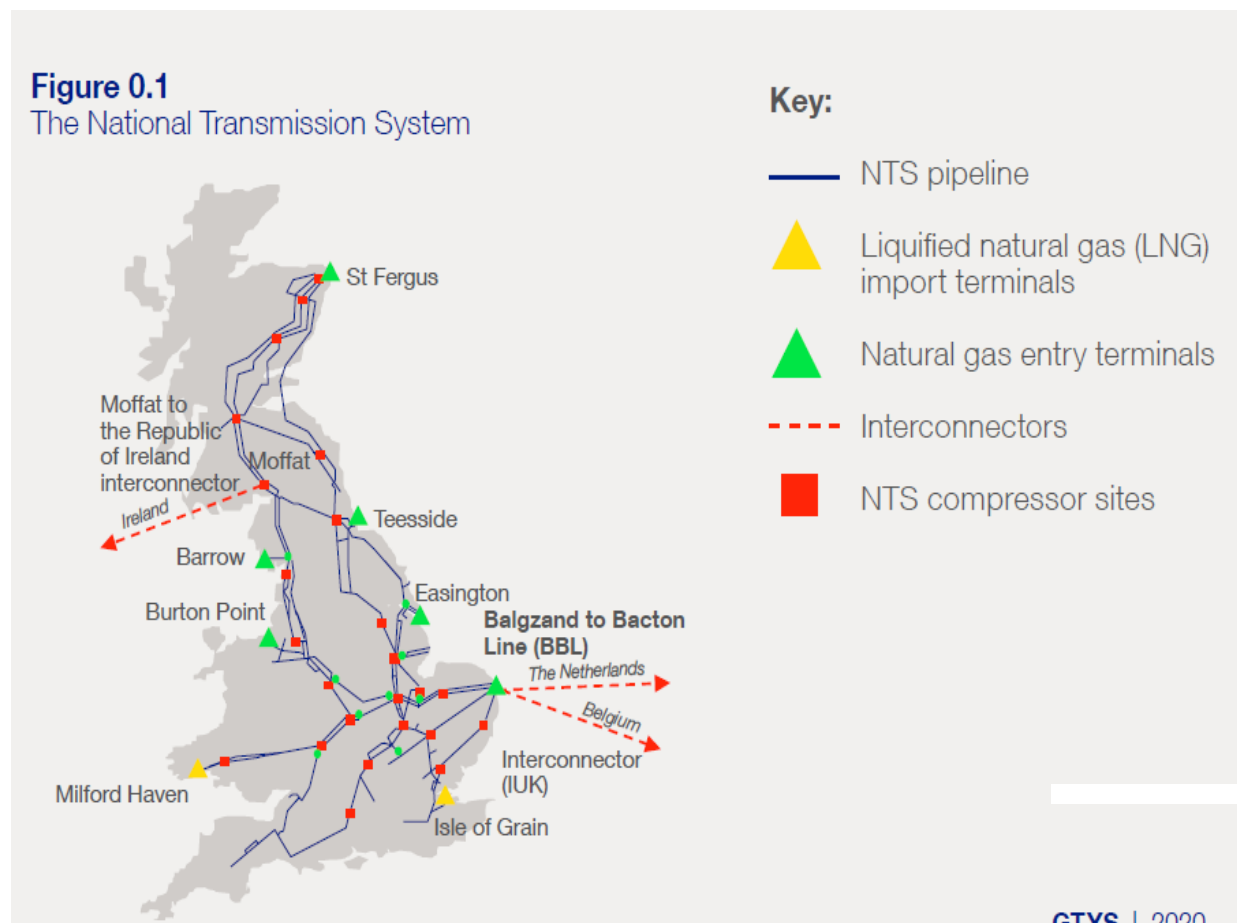 Figure 0.1
The National Transmission System
Key:
NTS pipeline
Liquified natural gas (LNG)
import terminals
Natural gas entry terminals
Interconnectors
NTS compressor sites
St Fergus
Moffat to
the Republic
of Ireland
interconnector
Moffat
Ireland
Teesside
Barrow
Easington
Burton Point
Balgzand to Bacton
Line (BBL)
The Netherlands
Belgium
Interconnector
(IUK)
Milford Haven
Isle of Grain
GTYS | 2020